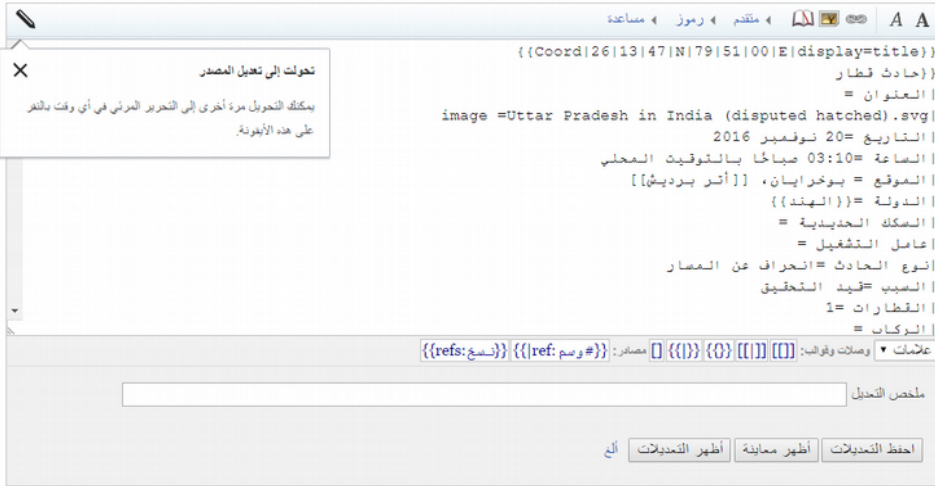 A A متقدم رموز مساعدة
{{Coord|26|13|47|N|79|51|00|E|display=title}}
{{حادث قطار
|العنوان =
|image =Uttar Pradesh in India (disputed hatched).svg
|التاريخ =20 نوفمبر 2016
|الساعة =03:10 صباحًا بالتوقيت المحلي
|الموقع = بوخرايان، [[أتر برديش]]
|الدولة ={{الهند}}
|السكك الحديدية =
|عامل التشغيل =
|نوع الحادث =انحراف عن المسار
|السبب =قيد التحقيق
|القطارات =1
|الركاب =
تحولت إلى تعديل المصدر
يمكنك التحويل مرة أخرى إلى التحرير المرئي في أي وقت بالنقر
على هذه الأيقونة.
علامات وصلات وقوالب: [[]] [[|]] {{}} {{|}} [] مصادر: {{#وسم:ref|}} {{نسخ:refs}}
ملخص التعديل
احفظ التعديلات أظهر معاينة أظهر التعديلات ألغ